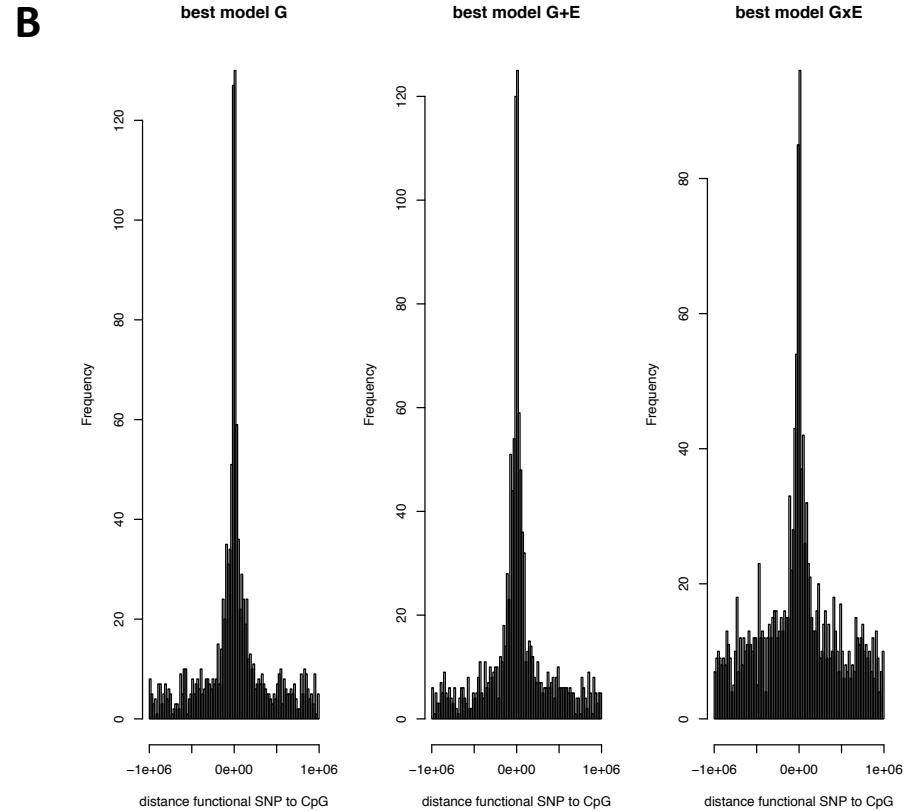 B
best model G
best model G+E
best model GxE
Frequency
0
20
40
60
80
100
120
−1e+06
0e+00
1e+06
distance functional SNP to CpG
Frequency
0
20
40
60
80
100
120
−1e+06
0e+00
1e+06
distance functional SNP to CpG
Frequency
0
20
40
60
80
−1e+06
0e+00
1e+06
distance functional SNP to CpG